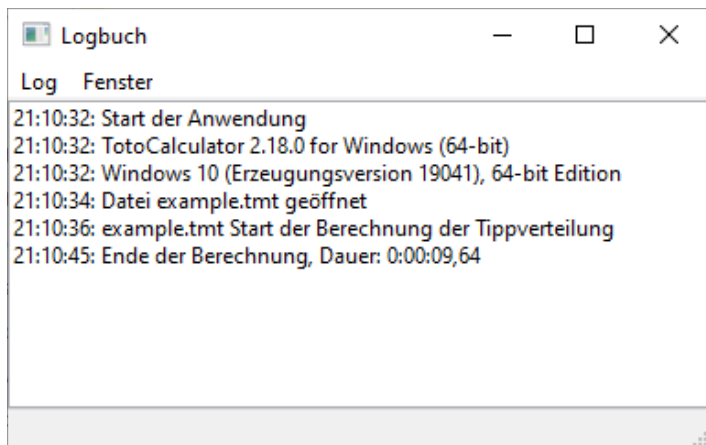 Logbuch
Log Fenster
21:10:32: Start der Anwendung
21:10:32: TotoCalculator 2.18.0 for Windows (64-bit)
21:10:32: Windows 10 (Erzeugungsversion 19041), 64-bit Edition
21:10:34: Datei example.tmt geöffnet
21:10:36: example.tmt Start der Berechnung der Tippverteilung
21:10:45: Ende der Berechnung, Dauer: 0:00:09,64